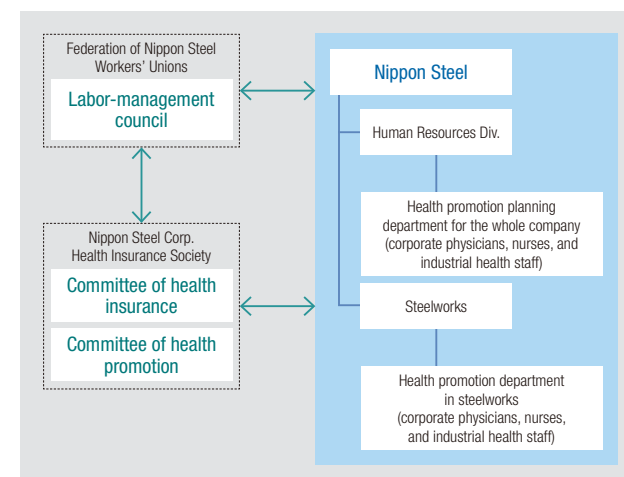 Federation of Nippon Steel
Workers' Unions
Labor-management
council
Nippon Steel Corp.
Health Insurance Society
Committee of health
insurance
Committee of health
promotion
Nippon Steel
Human Resources Div.
Health promotion planning
department for the whole company
(corporate physicians, nurses, and
industrial health staff)
Steelworks
Health promotion department
in steelworks
(corporate physicians, nurses,
and industrial health staff)